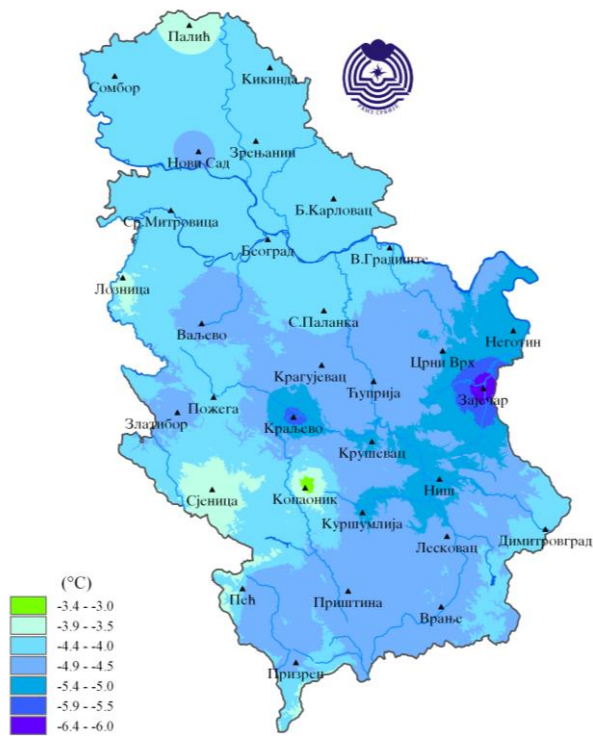 Палић
Сомбор
Кикинда
Нови Сад
Зрењанин
Б.Карловац
Ср.Митровица
Београд
В.Градиште
Лозница
Ваљево
С.Паланка
Неготин
Црни Врх
Крагујевац
Ћуприја
Зајечар
Пожега
Златибор
Краљево
Крушевац
Ниш
Сјеница
Копаоник
Куршумлија
Димитровград
Лесковац
Пећ
Приштина
Врање
Призрен
(°C)
-3.4 - -3.0
-3.9 - -3.5
-4.4 - -4.0
-4.9 - -4.5
-5.4 - -5.0
-5.9 - -5.5
-6.4 - -6.0